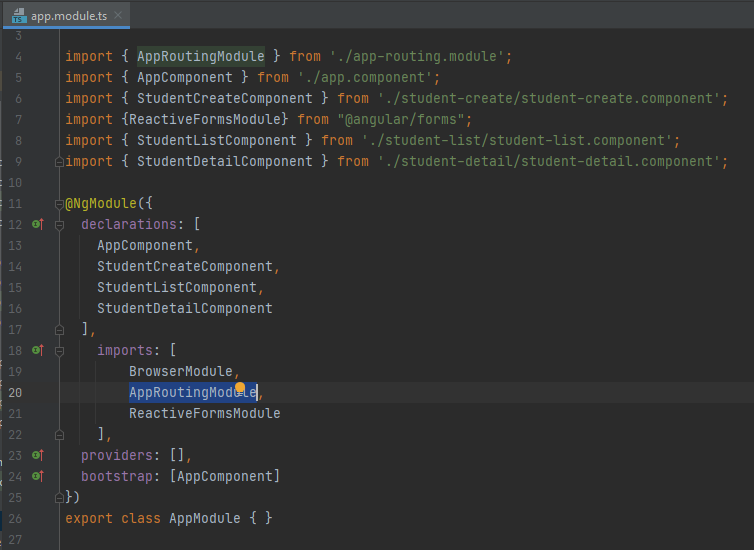 app.module.ts
3
4 import { AppRoutingModule } from './app-routing.module';
5 import { AppComponent } from './app.component';
6 import { StudentCreateComponent } from './student-create/student-create.component';
7 import {ReactiveFormsModule} from "@angular/forms";
8 import { StudentListComponent } from './student-list/student-list.component';
9 import { StudentDetailComponent } from './student-detail/student-detail.component';
10
11 @NgModule({
12 declarations: [
13 AppComponent,
14 StudentCreateComponent,
15 StudentListComponent,
16 StudentDetailComponent
17 ],
18 imports: [
19 BrowserModule,
20 AppRoutingModule,
21 ReactiveFormsModule
22 ],
23 providers: [],
24 bootstrap: [AppComponent]
25 })
26 export class AppModule { }
27